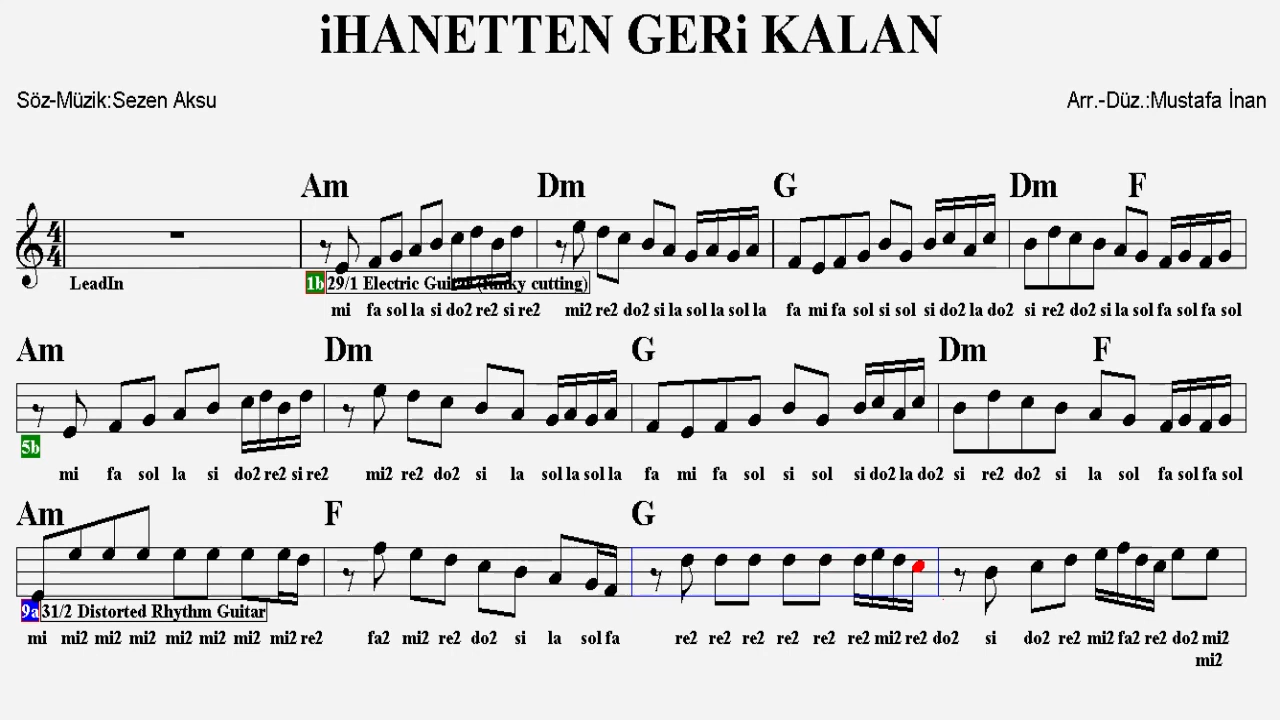 iHANETTEN GERi KALAN
Söz-Müzik:Sezen Aksu
Arr.-Düz.:Mustafa İnan
Am Dm G Dm F
4
4
LeadIn
1b 29/1 Electric Guitar (funky cutting)
mi fa sol la si do2 re2 si re2 mi2 re2 do2 si la sol la sol la fa mi fa sol si sol si do2 la do2 si re2 do2 si la sol fa sol fa sol
Am Dm G Dm F
5b
mi fa sol la si do2 re2 si re2 mi2 re2 do2 si la sol la sol la fa mi fa sol si sol si do2 la do2 si re2 do2 si la sol fa sol fa sol
Am F G
9a 31/2 Distorted Rhythm Guitar
mi mi2 mi2 mi2 mi2 mi2 mi2 mi2 re2 fa2 mi2 re2 do2 si la sol fa re2 re2 re2 re2 re2 re2 mi2 re2 do2 si do2 re2 mi2 fa2 re2 do2 mi2
mi2